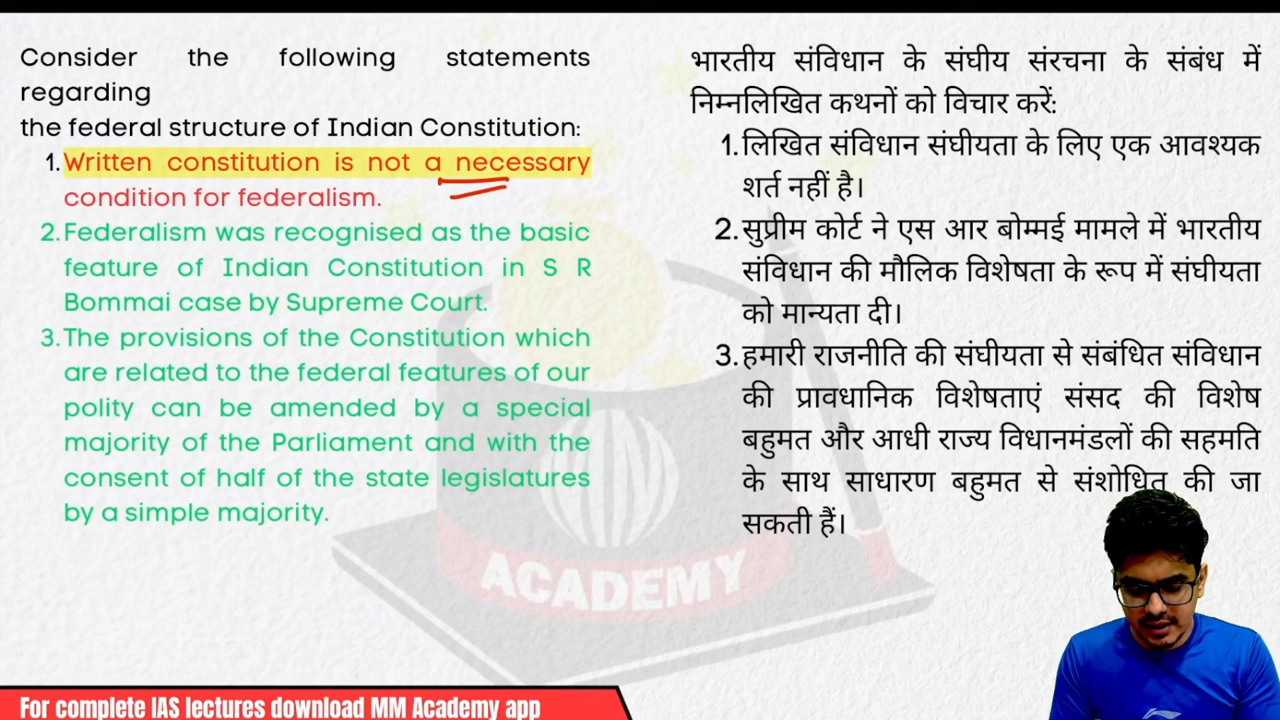 Consider the following statements
regarding
the federal structure of Indian Constitution:
1. Written constitution is not a necessary
condition for federalism.
2. Federalism was recognised as the basic
feature of Indian Constitution in S R
Bommai case by Supreme Court.
3. The provisions of the Constitution which
are related to the federal features of our
polity can be amended by a special
majority of the Parliament and with the
consent of half of the state legislatures
by a simple majority.
भारतीय संविधान के संघीय संरचना के संबंध में
निम्नलिखित कथनों को विचार करें:
1. लिखित संविधान संघीयता के लिए एक आवश्यक
शर्त नहीं है।
2. सुप्रीम कोर्ट ने एस आर बोम्मई मामले में भारतीय
संविधान की मौलिक विशेषता के रूप में संघीयता
को मान्यता दी।
3. हमारी राजनीति की संघीयता से संबंधित संविधान
की प्रावधानिक विशेषताएं संसद की विशेष
बहुमत और आधी राज्य विधानमंडलों की सहमति
के साथ साधारण बहुमत से संशोधित की जा
सकती हैं।
ACADEMY
For complete IAS lectures download MM Academy app